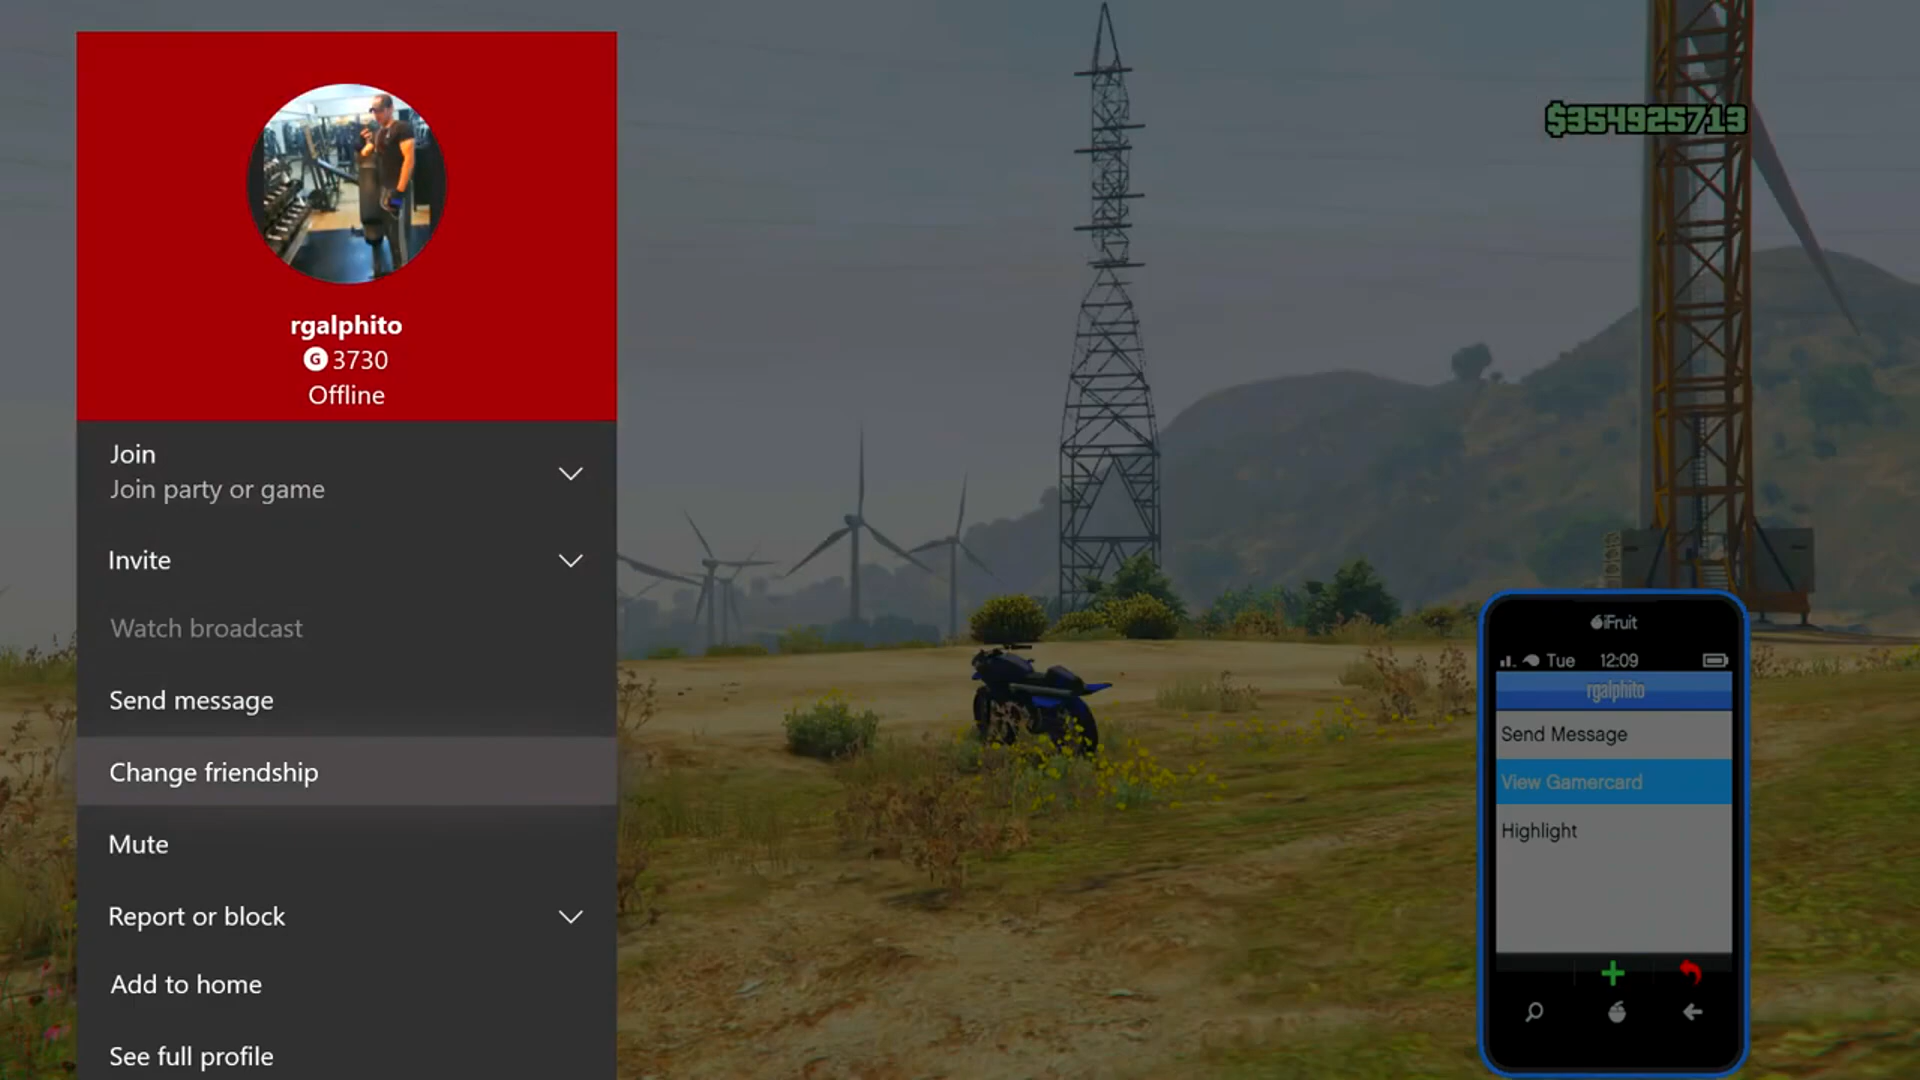 rgalphito
G 3730
Offline
Join
Join party or game
Invite
Watch broadcast
Send message
Change friendship
Mute
Report or block
Add to home
See full profile
$354925713
iFruit
Tue 12:09
rgalphito
Send Message
View Gamercard
Highlight